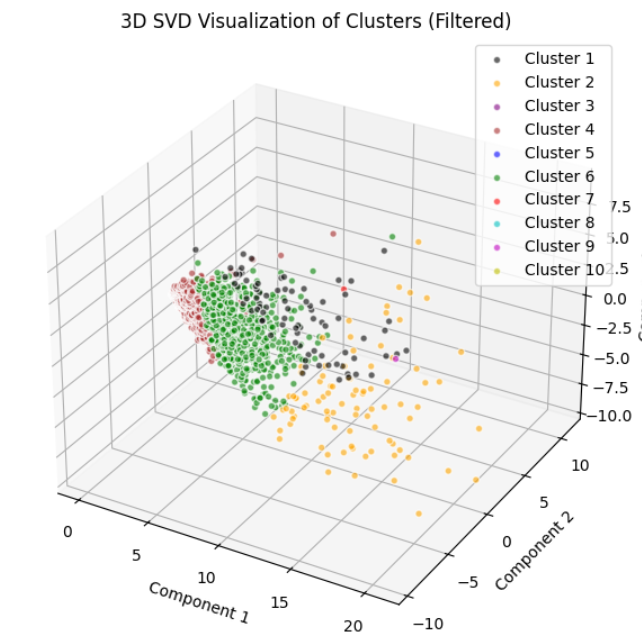 3D SVD Visualization of Clusters (Filtered)
Cluster 1
Cluster 2
Cluster 3
Cluster 4
Cluster 5
Cluster 6
Cluster 7
Cluster 8
Cluster 9
Cluster 10
7.5
5.0
2.5
0.0
−2.5
−5.0
−7.5
−10.0
10
5
0
−5
−10
Component 2
0
5
10
15
20
Component 1